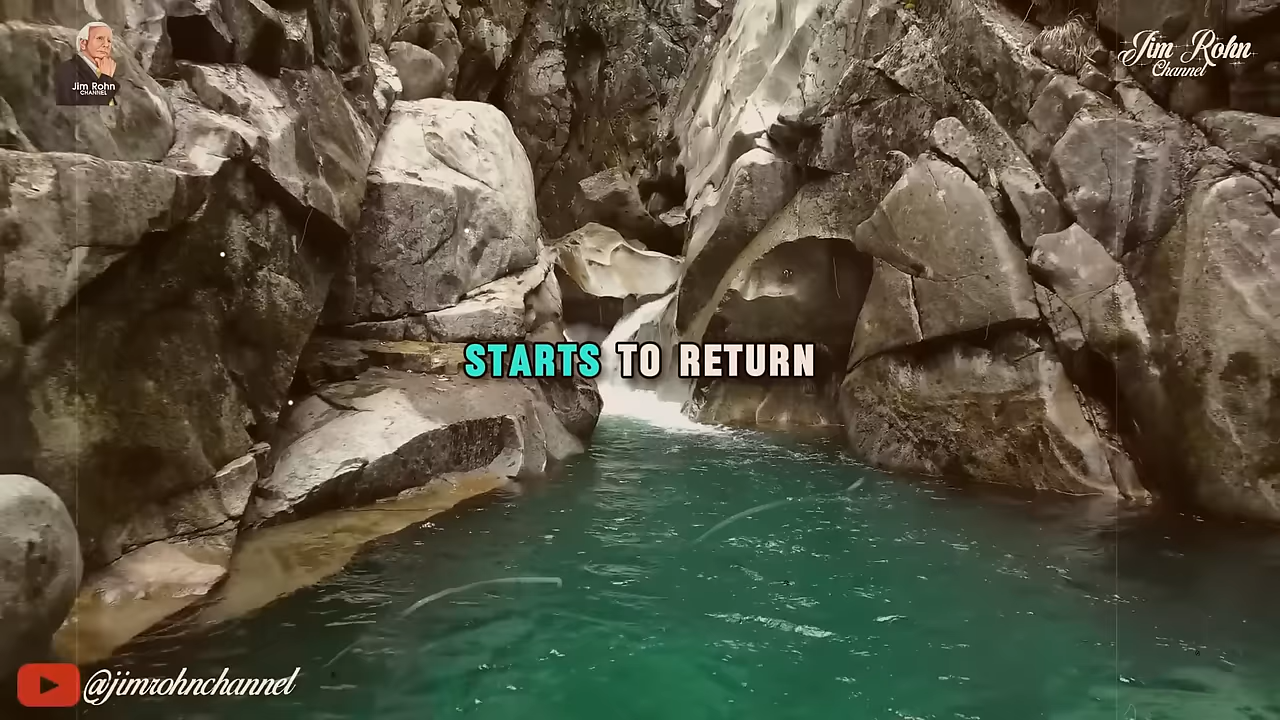 Jim Rohn
CHANNEL
Jim Rohn
Channel
STARTS TO RETURN
@jimrohnchannel